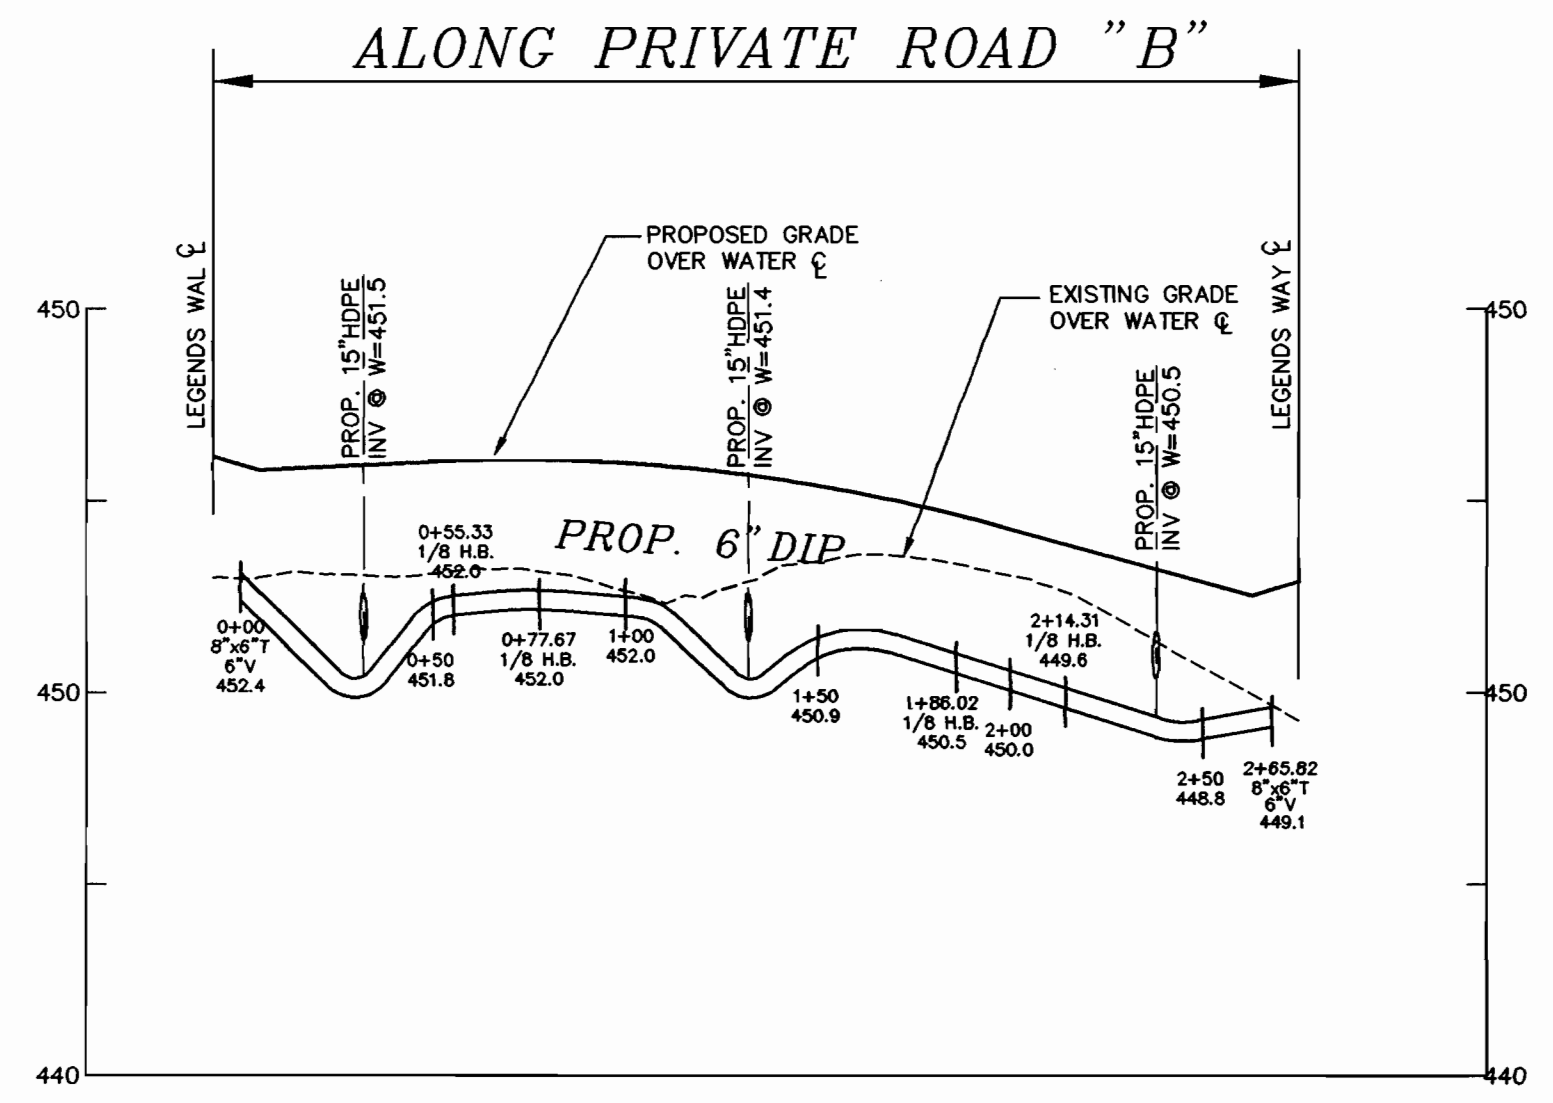 ALONG PRIVATE ROAD "B"
LEGENDS WAL ℄
PROP. 15"HDPE
INV @ W=451.5
PROPOSED GRADE
OVER WATER ℄
PROP. 15"HDPE
INV @ W=451.4
EXISTING GRADE
OVER WATER ℄
PROP. 15"HDPE
INV @ W=450.5
LEGENDS WAY ℄
450
450
PROP. 6" DIP
0+00
8"x6"T
6"V
452.4
0+55.33
1/8 H.B.
452.0
0+50
451.8
0+77.67
1/8 H.B.
452.0
1+00
452.0
1+50
450.9
1+86.02
1/8 H.B.
450.5
2+00
450.0
2+14.31
1/8 H.B.
449.6
2+50
448.8
2+65.82
8"x6"T
6"V
449.1
450
450
440
440